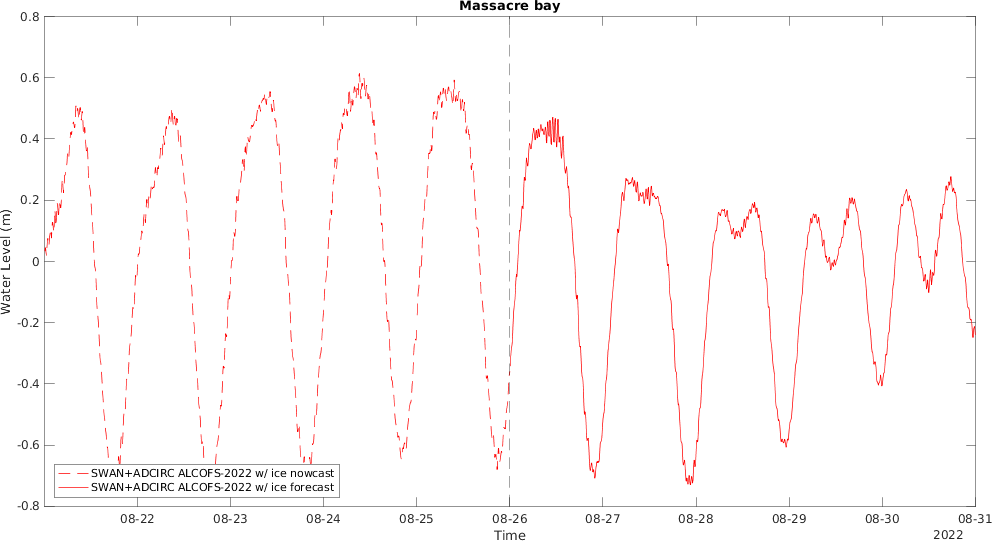 Massacre bay
0.8
0.6
0.4
0.2
0
-0.2
-0.4
-0.6
-0.8
Water Level (m)
SWAN+ADCIRC ALCOFS-2022 w/ ice nowcast
SWAN+ADCIRC ALCOFS-2022 w/ ice forecast
08-22 08-23 08-24 08-25 08-26 08-27 08-28 08-29 08-30 08-31
Time
2022